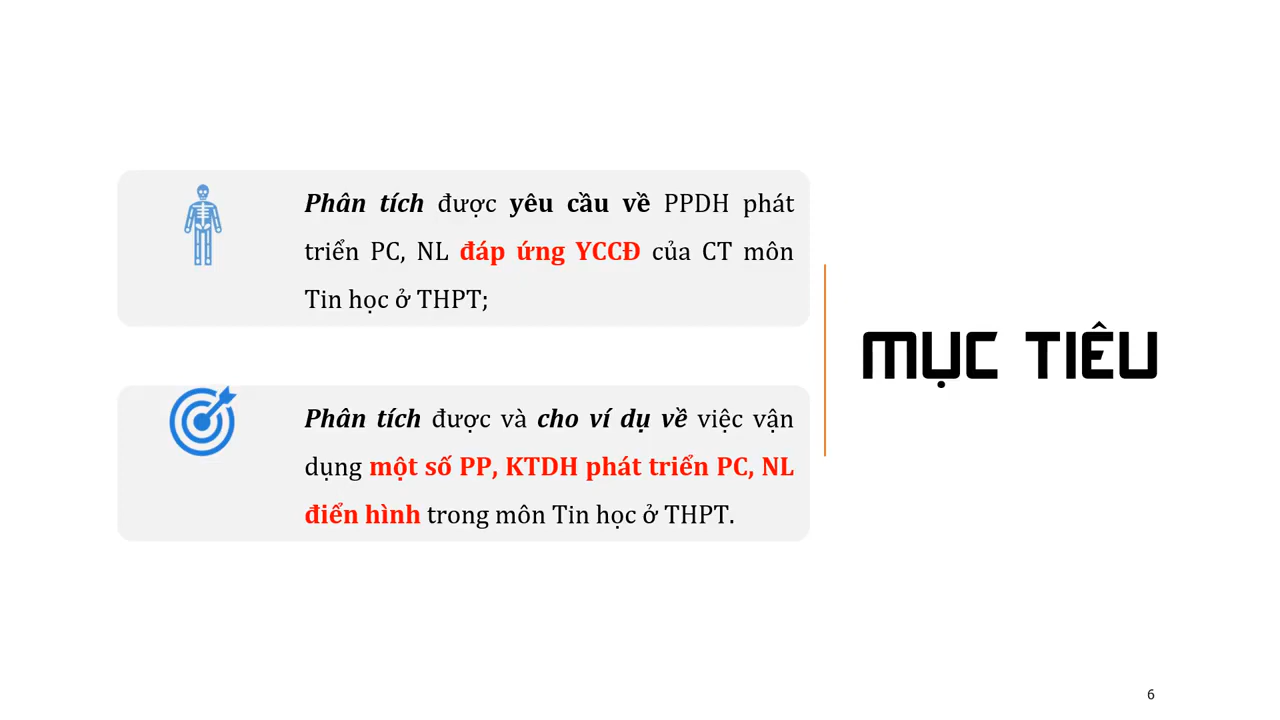 Phân tích được yêu cầu về PPDH phát
triển PC, NL đáp ứng YCCĐ của CT môn
Tin học ở THPT;
Phân tích được và cho ví dụ về việc vận
dụng một số PP, KTDH phát triển PC, NL
điển hình trong môn Tin học ở THPT.
MỤC TIÊU
6